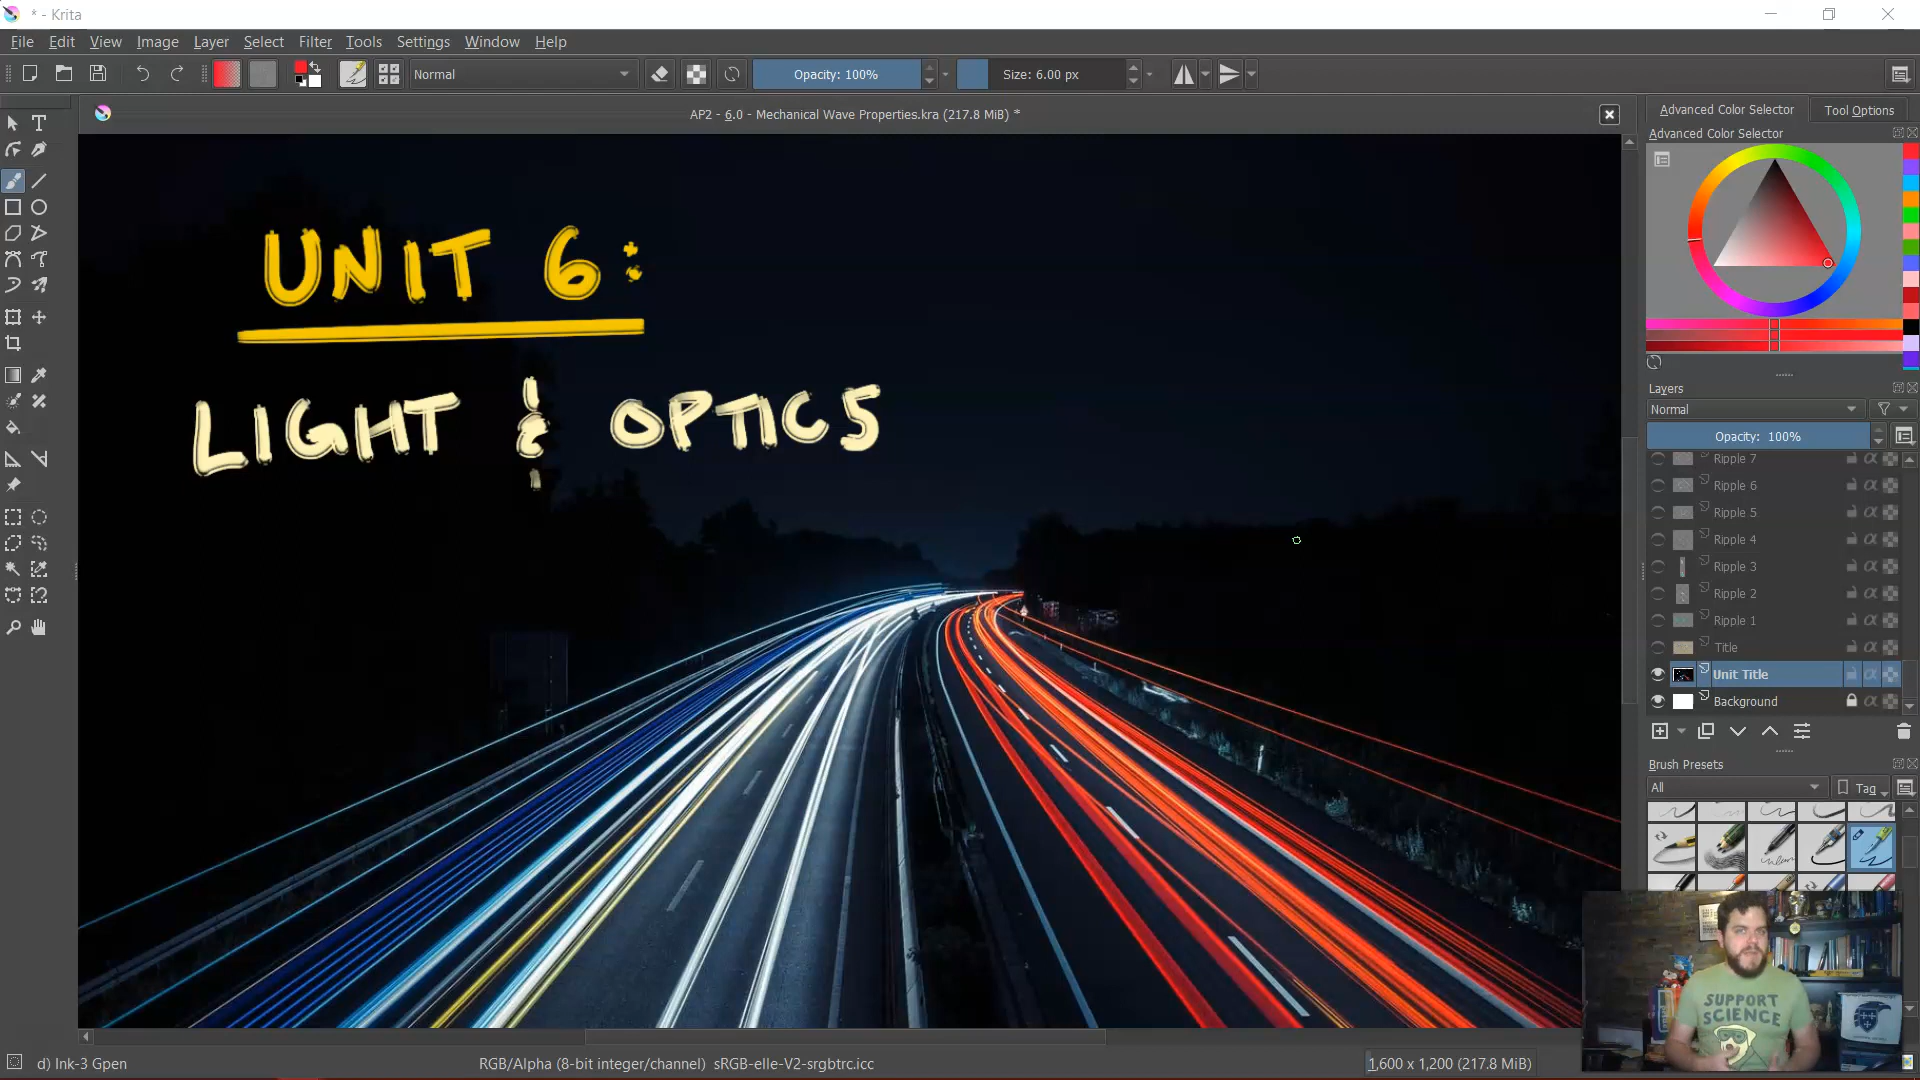 * - Krita
File Edit View Image Layer Select Filter Tools Settings Window Help
Normal
Opacity: 100%
Size: 6.00 px
AP2 - 6.0 - Mechanical Wave Properties.kra (217.8 MiB) *
Advanced Color Selector
Tool Options
Advanced Color Selector
UNIT 6:
LIGHT & OPTICS
Layers
Normal
Opacity: 100%
Ripple 7
Ripple 6
Ripple 5
Ripple 4
Ripple 3
Ripple 2
Ripple 1
Title
Unit Title
Background
Brush Presets
All
Tag
SUPPORT
SCIENCE
d) Ink-3 Gpen
RGB/Alpha (8-bit integer/channel) sRGB-elle-V2-srgbtrc.icc
1,600 x 1,200 (217.8 MiB)